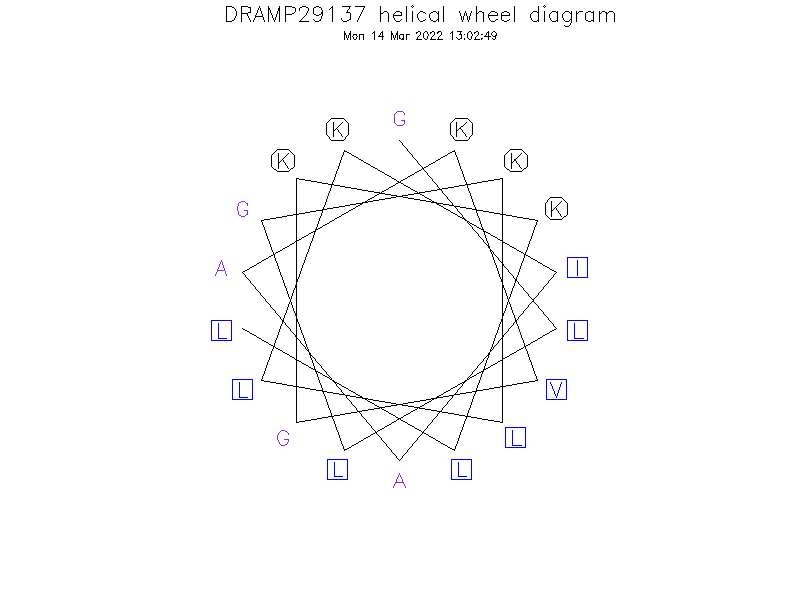 DRAMP29137 helical wheel diagram
Mon 14 Mar 2022 13:02:49
G
K K
K K
G K
A I
L L
L V
G L
L L
A